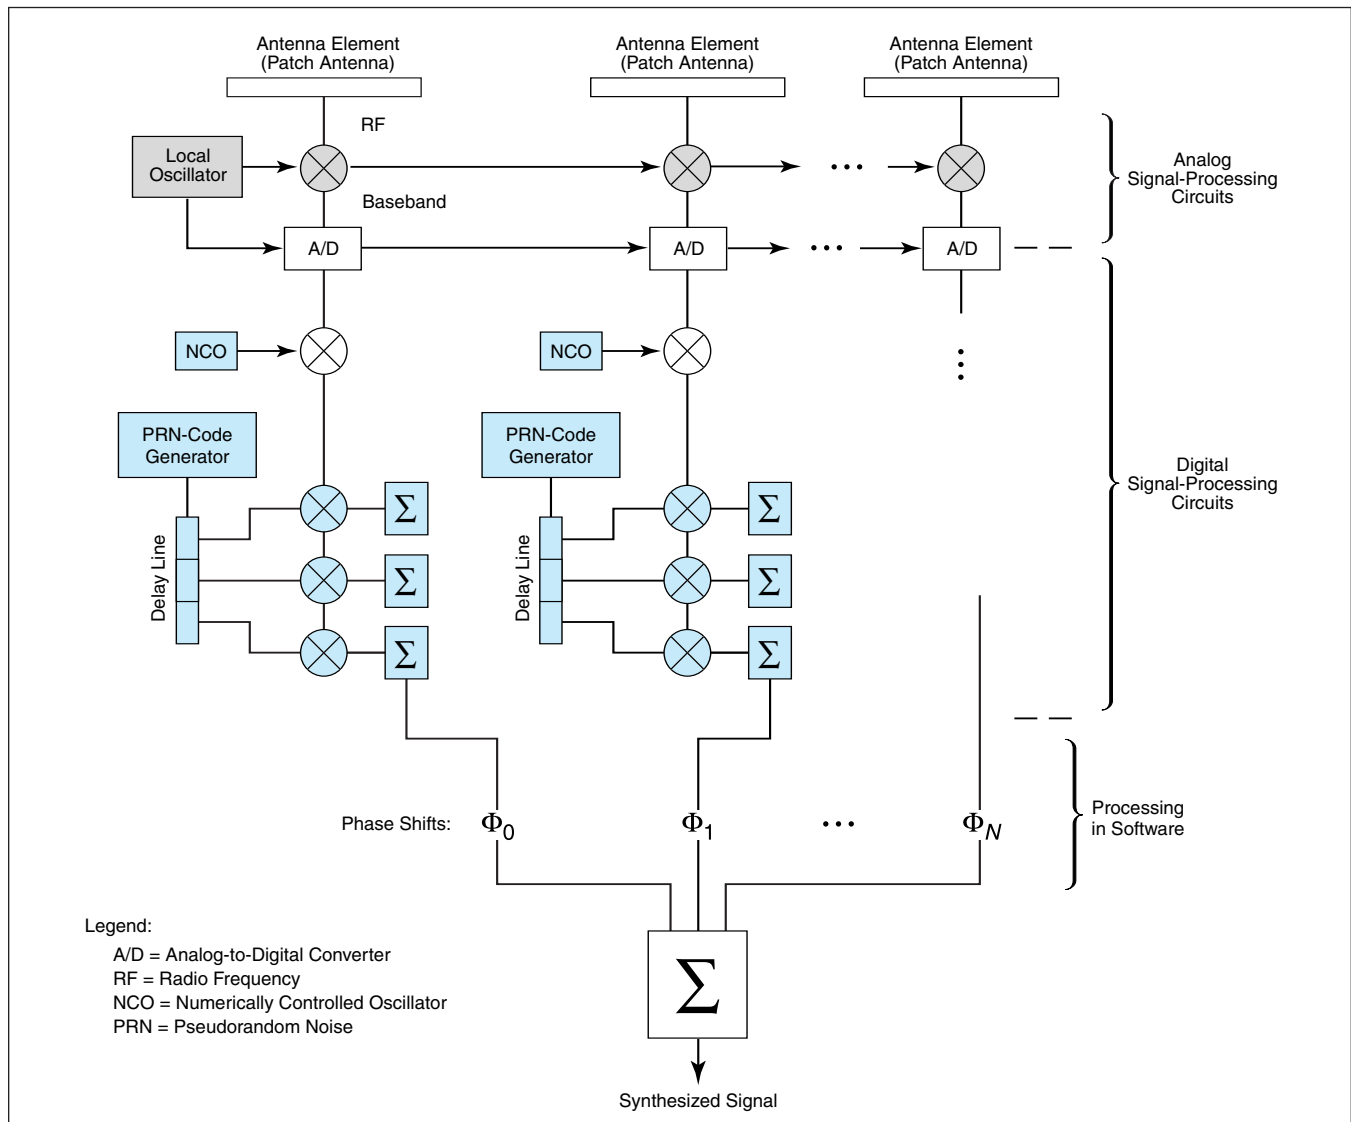 Antenna Element
(Patch Antenna)
Antenna Element
(Patch Antenna)
Antenna Element
(Patch Antenna)
RF
Local
Oscillator
Analog
Signal-Processing
Circuits
Baseband
A/D
A/D
A/D
NCO
NCO
PRN-Code
Generator
PRN-Code
Generator
Digital
Signal-Processing
Circuits
Delay Line
Σ
Σ
Σ
Delay Line
Σ
Σ
Σ
Phase Shifts:
Φ0
Φ1
ΦN
Processing
in Software
Legend:
A/D = Analog-to-Digital Converter
RF = Radio Frequency
NCO = Numerically Controlled Oscillator
PRN = Pseudorandom Noise
Σ
Synthesized Signal